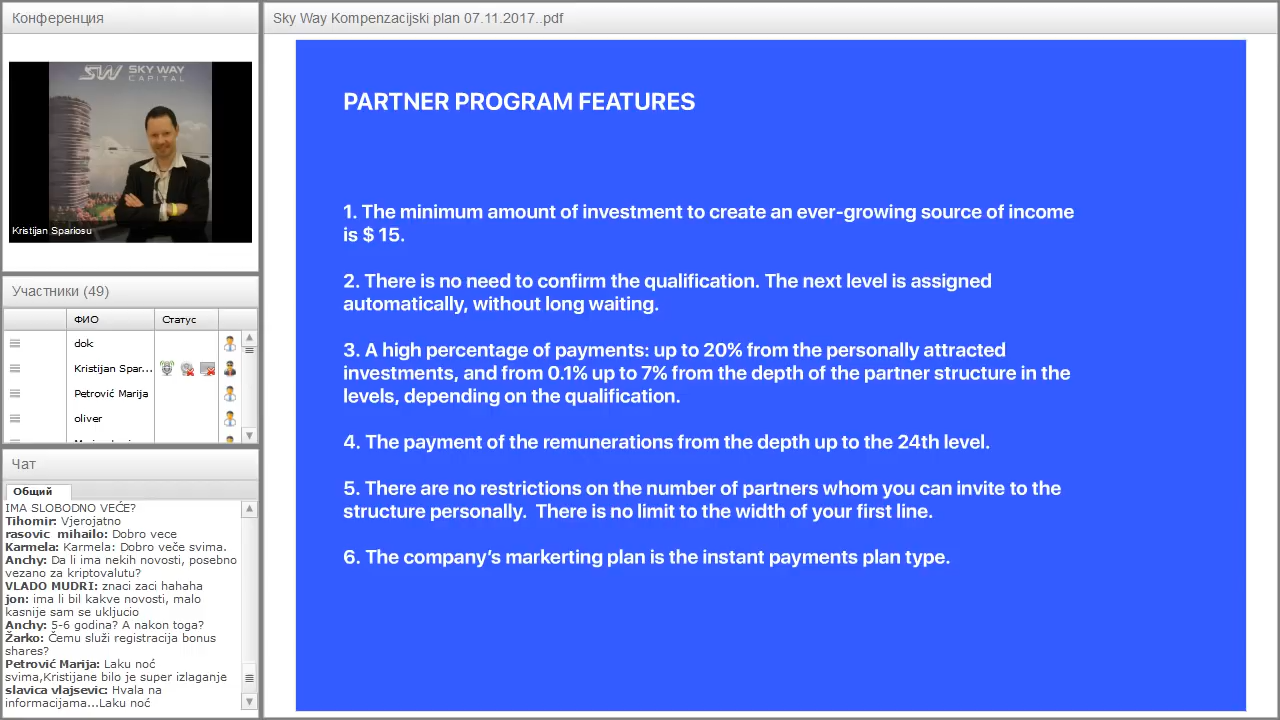 Конференция
SKY WAY
CAPITAL
Kristijan Spariosu
Участники (49)
ФИО
Статус
dok
Kristijan Spar...
Petrović Marija
oliver
Чат
Общий
IMA SLOBODNO VEĆE?
Tihomir: Vjerojatno
rasovic mihailo: Dobro vece
Karmela: Karmela: Dobro veče svima.
Anchy: Da li ima nekih novosti, posebno
vezano za kriptovalutu?
VLADO MUDRI: znaci zaci hahaha
jon: ima li bil kakve novosti, malo
kasnije sam se ukljucio
Anchy: 5-6 godina? A nakon toga?
Žarko: Čemu služi registracija bonus
shares?
Petrović Marija: Laku noć
svima,Kristijane bilo je super izlaganje
slavica vlajsevic: Hvala na
informacijama...Laku noć
Sky Way Kompenzacijski plan 07.11.2017..pdf
PARTNER PROGRAM FEATURES
1. The minimum amount of investment to create an ever-growing source of income
is $ 15.
2. There is no need to confirm the qualification. The next level is assigned
automatically, without long waiting.
3. A high percentage of payments: up to 20% from the personally attracted
investments, and from 0.1% up to 7% from the depth of the partner structure in the
levels, depending on the qualification.
4. The payment of the remunerations from the depth up to the 24th level.
5. There are no restrictions on the number of partners whom you can invite to the
structure personally.  There is no limit to the width of your first line.
6. The company’s markerting plan is the instant payments plan type.